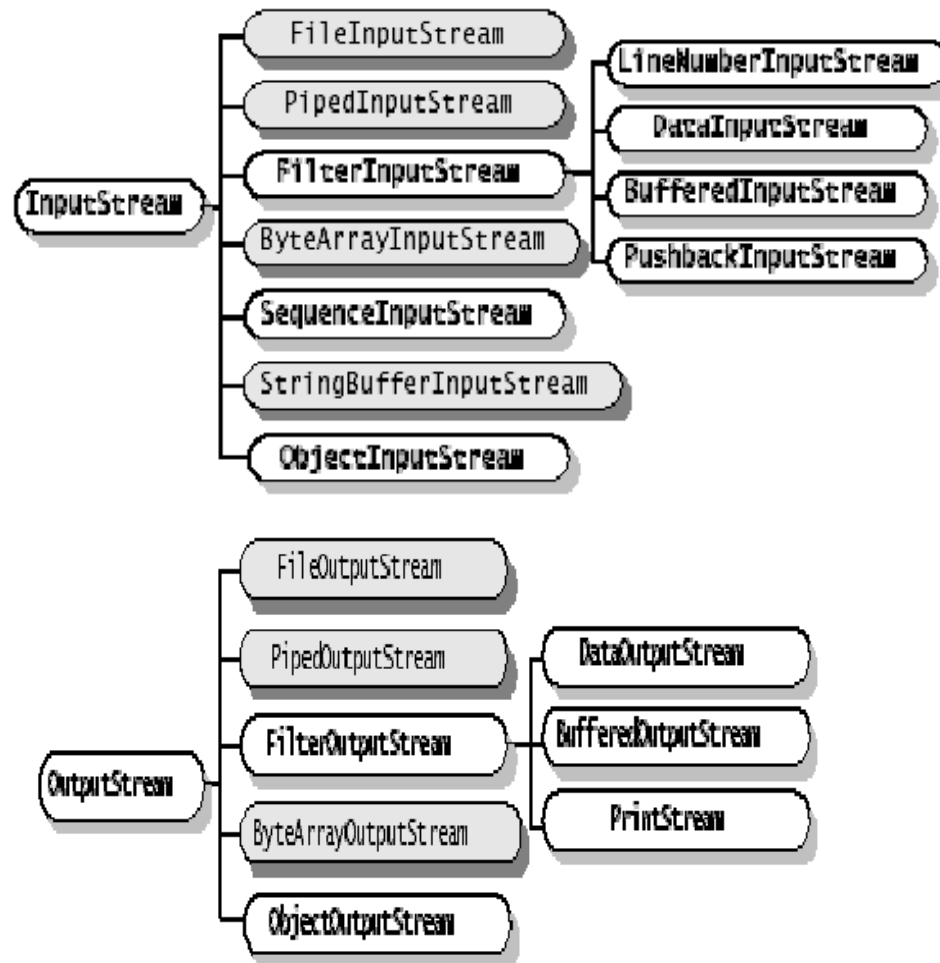 FileInputStream
LineNumberInputStream
PipedInputStream
DataInputStream
FilterInputStream
InputStream
BufferedInputStream
ByteArrayInputStream
PushbackInputStream
SequenceInputStream
StringBufferInputStream
ObjectInputStream
FileOutputStream
PipedOutputStream
DataOutputStream
FilterOutputStream
BufferedOutputStream
OutputStream
ByteArrayOutputStream
PrintStream
ObjectOutputStream